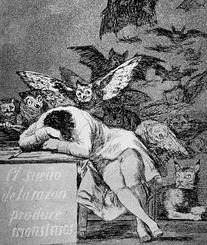 El sueño
de la razon
produce
monstruos